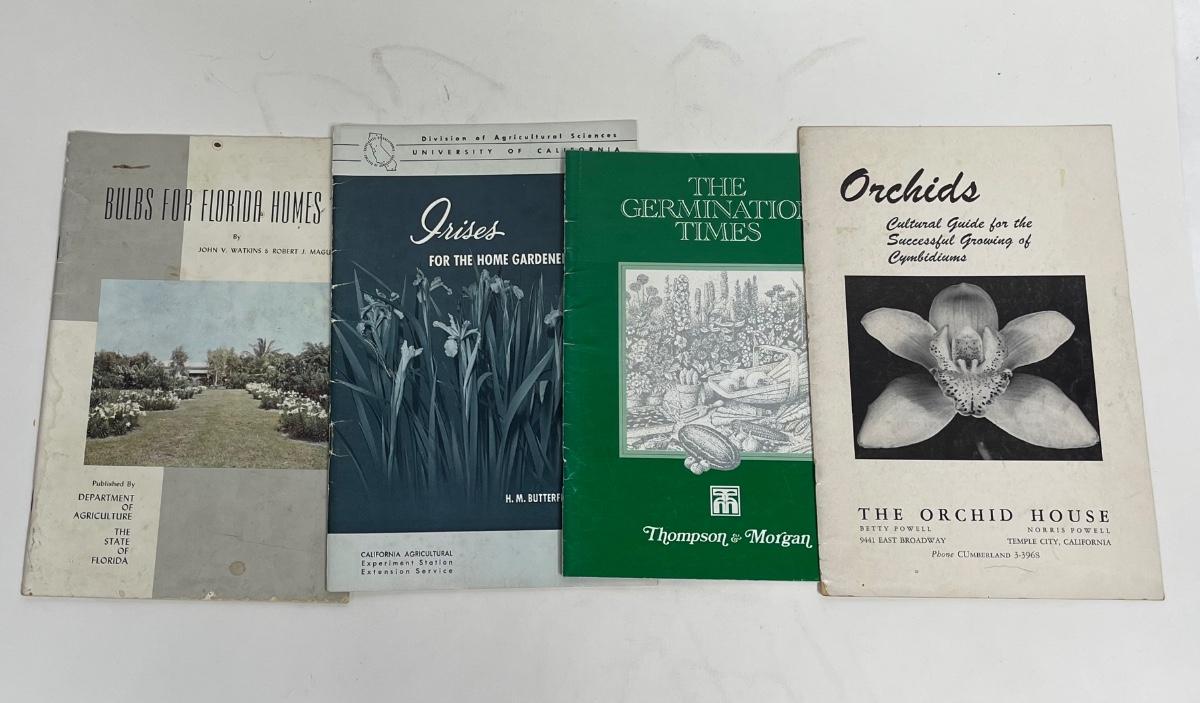 BULBS FOR FLORIDA HOMES
By
JOHN V. WATKINS & ROBERT J. MAGU
Published By
DEPARTMENT
OF
AGRICULTURE
THE
STATE
OF
FLORIDA
Division of Agricultural Sciences
UNIVERSITY OF CALIFORNIA
Irises
FOR THE HOME GARDENE
H. M. BUTTERF
CALIFORNIA AGRICULTURAL
Experiment Station
Extension Service
THE
GERMINATION
TIMES
Thompson & Morgan
Orchids
Cultural Guide for the
Successful Growing of
Cymbidiums
THE ORCHID HOUSE
BETTY POWELL NORRIS POWELL
9441 EAST BROADWAY TEMPLE CITY, CALIFORNIA
Phone CUMBERLAND 3-3968